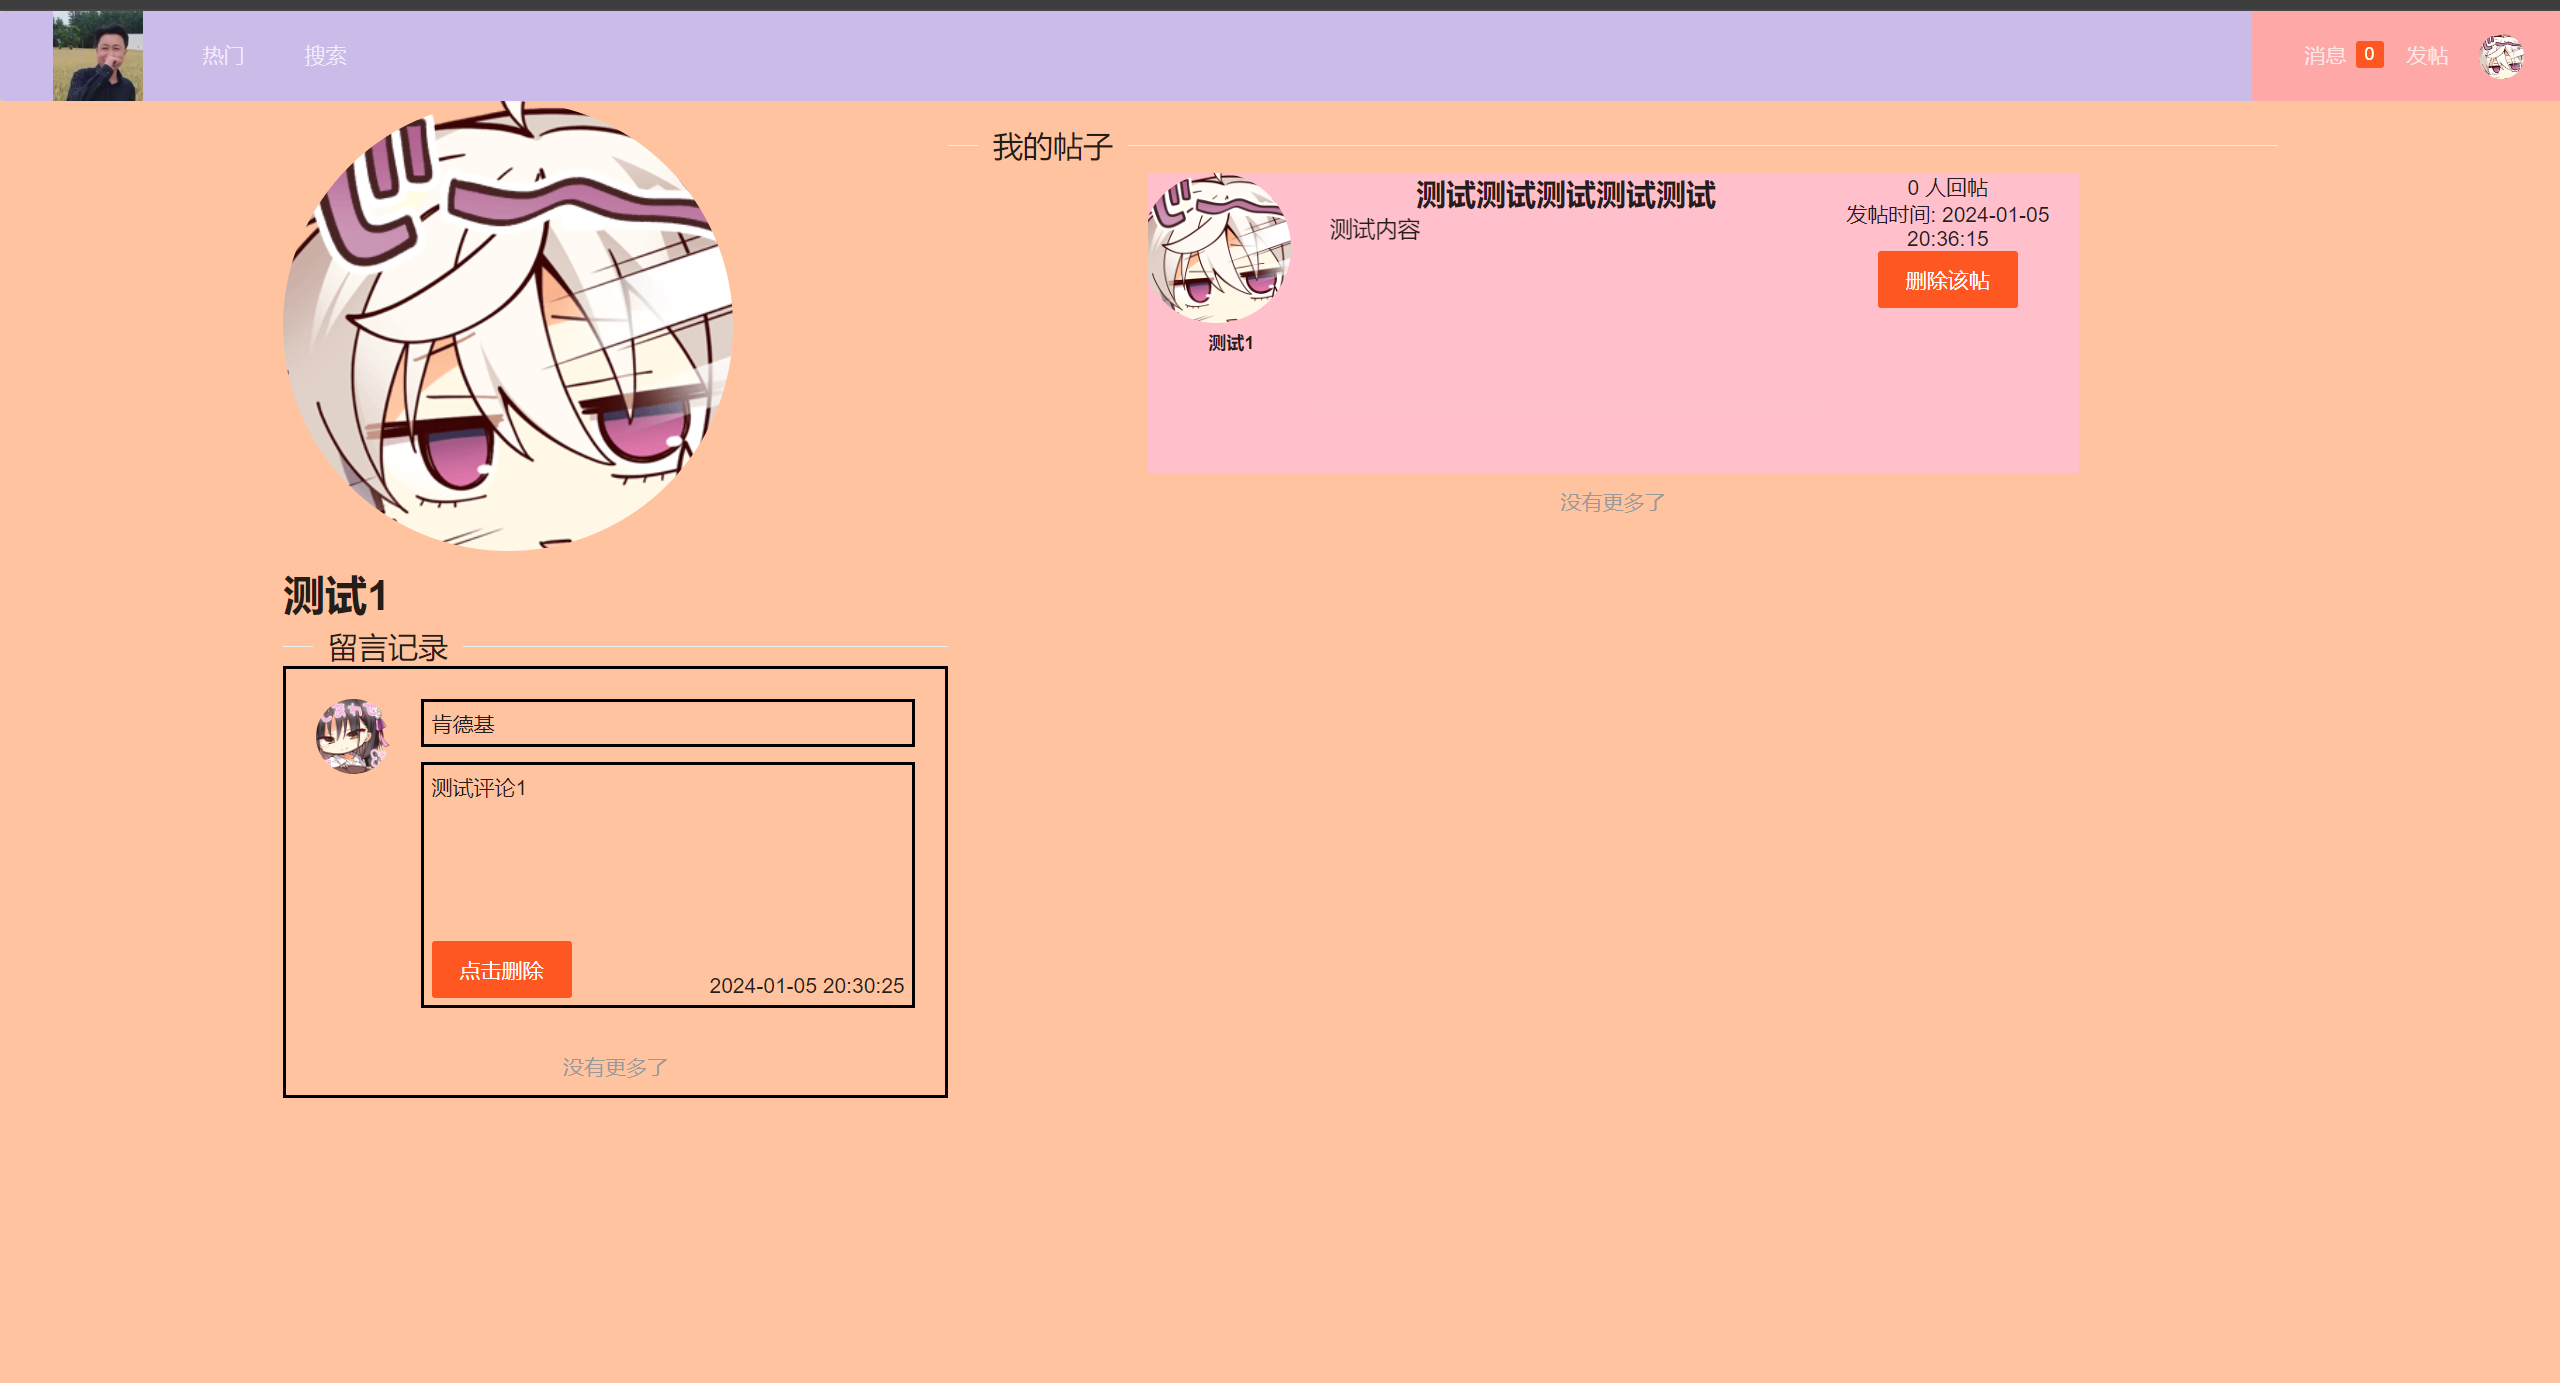 热门
搜索
消息 0
发帖
我的帖子
测试测试测试测试测试
测试内容
测试1
0 人回帖
发帖时间: 2024-01-05
20:36:15
删除该帖
没有更多了
测试1
留言记录
肯德基
测试评论1
点击删除
2024-01-05 20:30:25
没有更多了